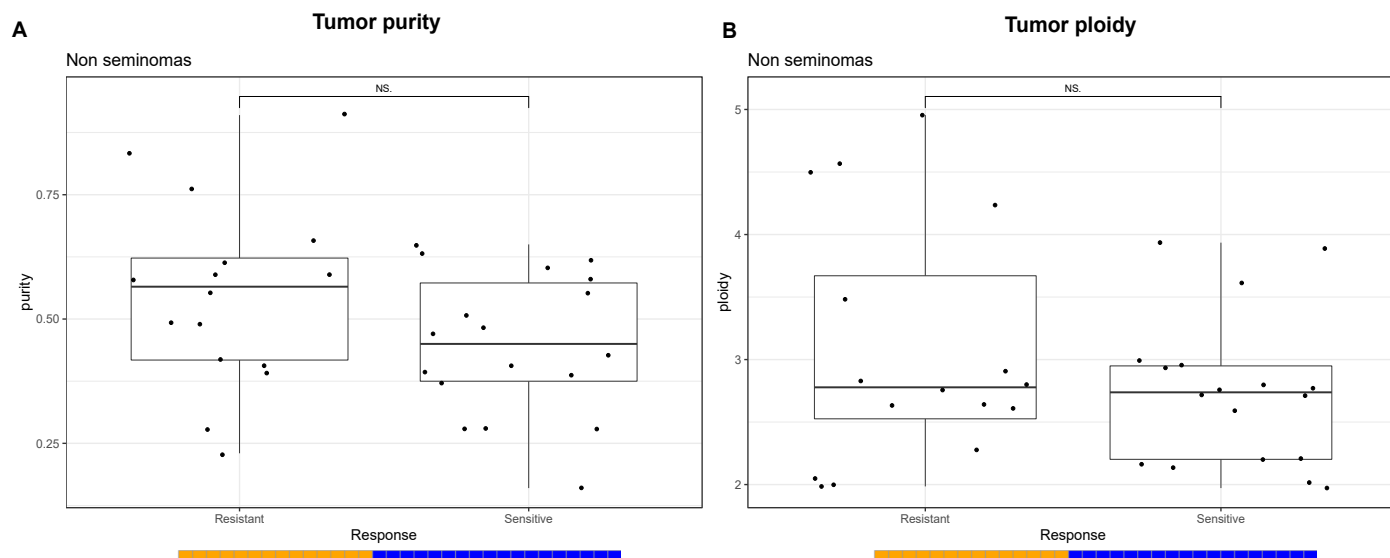 A
Tumor purity
Non seminomas
NS.
0.75
0.50
0.25
purity
Resistant
Sensitive
Response
B
Tumor ploidy
Non seminomas
NS.
5
4
3
2
ploidy
Resistant
Sensitive
Response